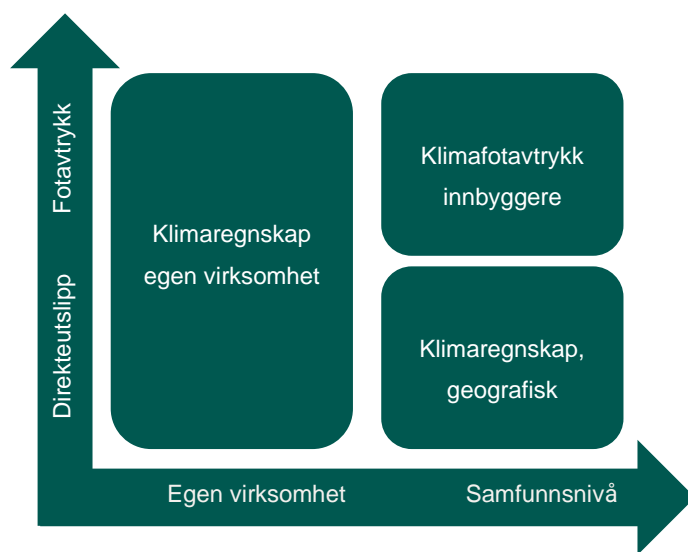 Fotavtrykk
Direkteutslipp
Klimaregnskap
egen virksomhet
Klimafotavtrykk
innbyggere
Klimaregnskap,
geografisk
Egen virksomhet
Samfunnsnivå